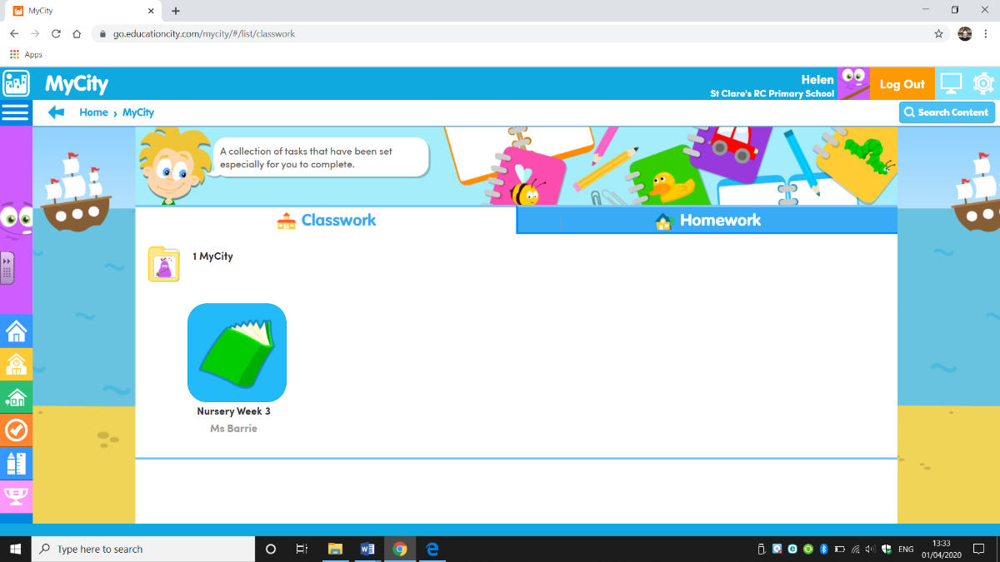 MyCity
go.educationcity.com/mycity/#/list/classwork
Apps
MyCity
Helen
St Clare's RC Primary School
Log Out
Home › MyCity
Search Content
A collection of tasks that have been set
especially for you to complete.
Classwork
Homework
1 MyCity
Nursery Week 3
Ms Barrie
Type here to search
ENG
13:33
01/04/2020